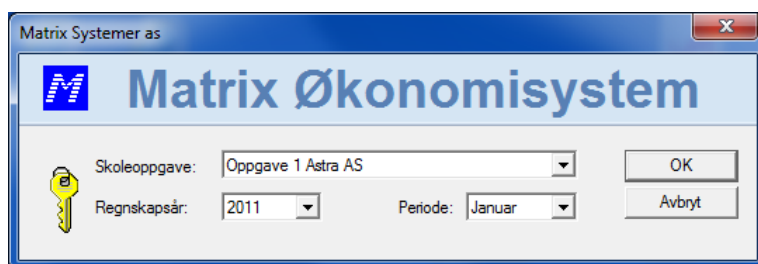 Matrix Systemer as
M Matrix Økonomisystem
Skoleoppgave: Oppgave 1 Astra AS OK
Regnskapsår: 2011 Periode: Januar Avbryt